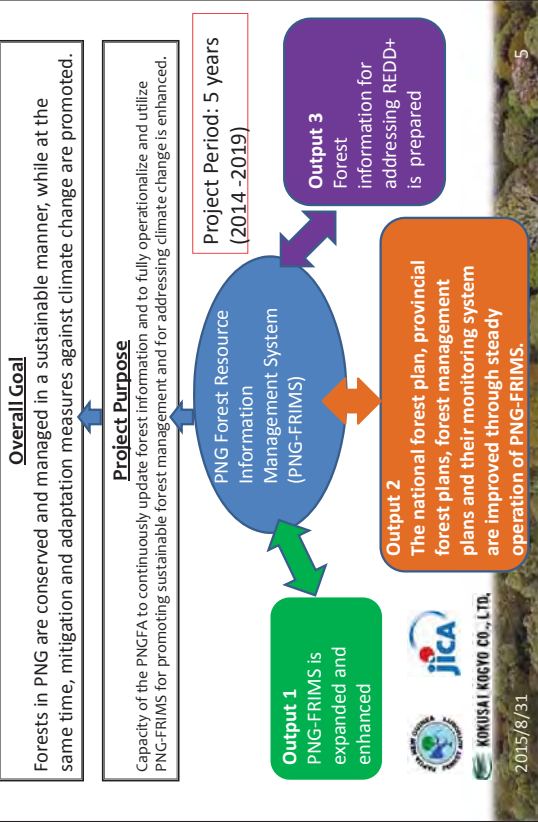 Overall Goal
Forests in PNG are conserved and managed in a sustainable manner, while at the
same time, mitigation and adaptation measures against climate change are promoted.
Project Purpose
Capacity of the PNGFA to continuously update forest information and to fully operationalize and utilize
PNG-FRIMS for promoting sustainable forest management and for addressing climate change is enhanced.
Project Period: 5 years
(2014 -2019)
PNG Forest Resource
Information
Management System
(PNG-FRIMS)
Output 1
PNG-FRIMS is
expanded and
enhanced
Output 2
The national forest plan, provincial
forest plans, forest management
plans and their monitoring system
are improved through steady
operation of PNG-FRIMS.
Output 3
Forest
information for
addressing REDD+
is prepared
PAPUA NEW GUINEA
FOREST AUTHORITY
jICA
KOKUSAI KOGYO CO., LTD.
2015/8/31
5